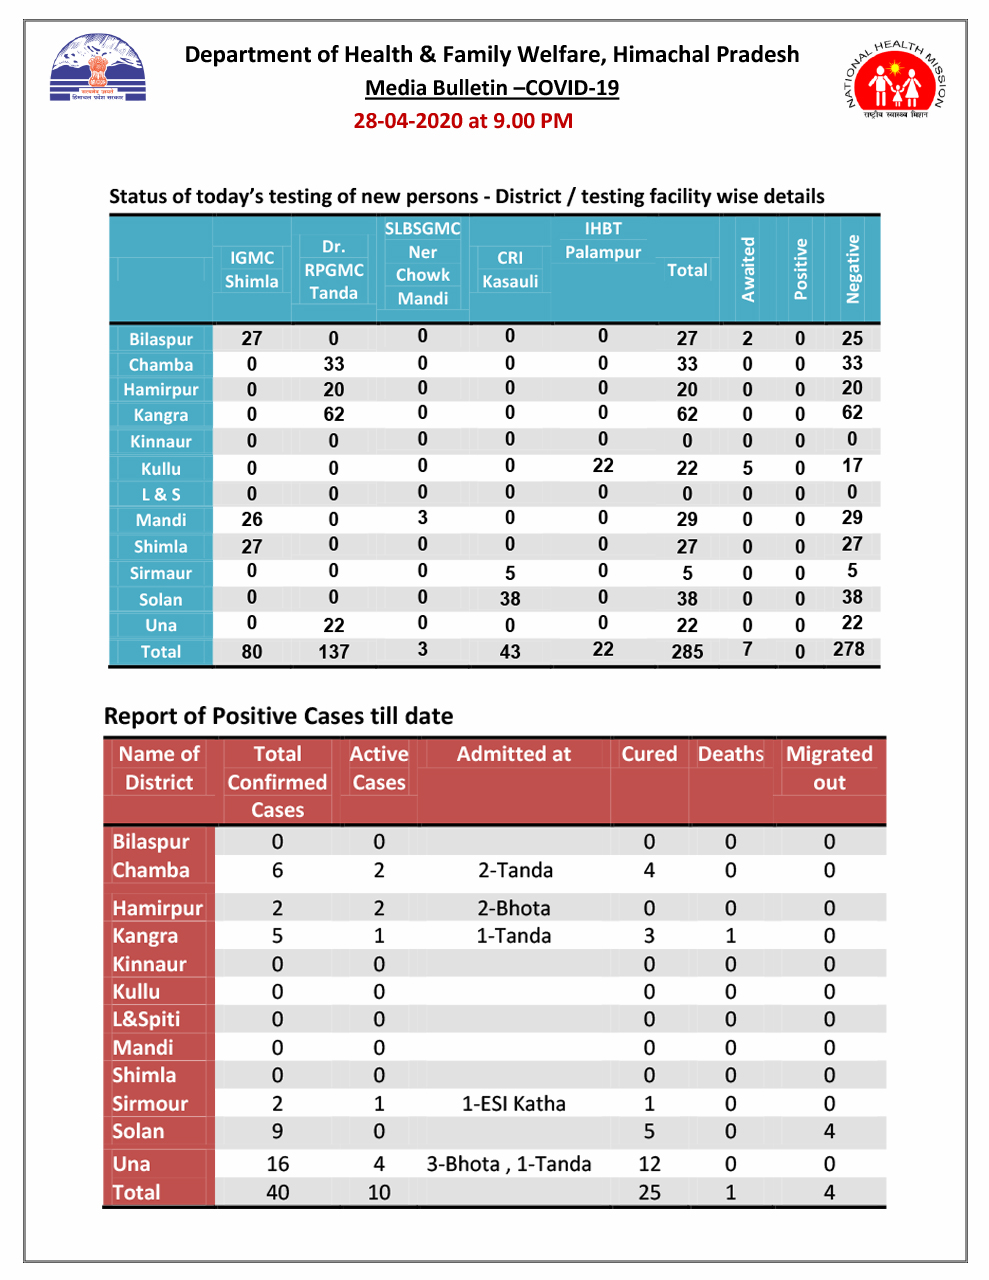 Department of Health & Family Welfare, Himachal Pradesh
Media Bulletin –COVID-19
28-04-2020 at 9.00 PM
सत्यमेव जयते
हिमाचल प्रदेश सरकार
NATIONAL HEALTH MISSION
राष्ट्रीय स्वास्थ्य मिशन
Status of today's testing of new persons - District / testing facility wise details
IGMC Shimla Dr. RPGMC Tanda SLBSGMC Ner Chowk Mandi CRI Kasauli IHBT Palampur Total Awaited Positive Negative
Bilaspur 27 0 0 0 0 27 2 0 25
Chamba 0 33 0 0 0 33 0 0 33
Hamirpur 0 20 0 0 0 20 0 0 20
Kangra 0 62 0 0 0 62 0 0 62
Kinnaur 0 0 0 0 0 0 0 0 0
Kullu 0 0 0 0 22 22 5 0 17
L & S 0 0 0 0 0 0 0 0 0
Mandi 26 0 3 0 0 29 0 0 29
Shimla 27 0 0 0 0 27 0 0 27
Sirmaur 0 0 0 5 0 5 0 0 5
Solan 0 0 0 38 0 38 0 0 38
Una 0 22 0 0 0 22 0 0 22
Total 80 137 3 43 22 285 7 0 278
Report of Positive Cases till date
Name of District Total Confirmed Cases Active Cases Admitted at Cured Deaths Migrated out
Bilaspur 0 0 0 0 0
Chamba 6 2 2-Tanda 4 0 0
Hamirpur 2 2 2-Bhota 0 0 0
Kangra 5 1 1-Tanda 3 1 0
Kinnaur 0 0 0 0 0
Kullu 0 0 0 0 0
L&Spiti 0 0 0 0 0
Mandi 0 0 0 0 0
Shimla 0 0 0 0 0
Sirmour 2 1 1-ESI Katha 1 0 0
Solan 9 0 5 0 4
Una 16 4 3-Bhota , 1-Tanda 12 0 0
Total 40 10 25 1 4